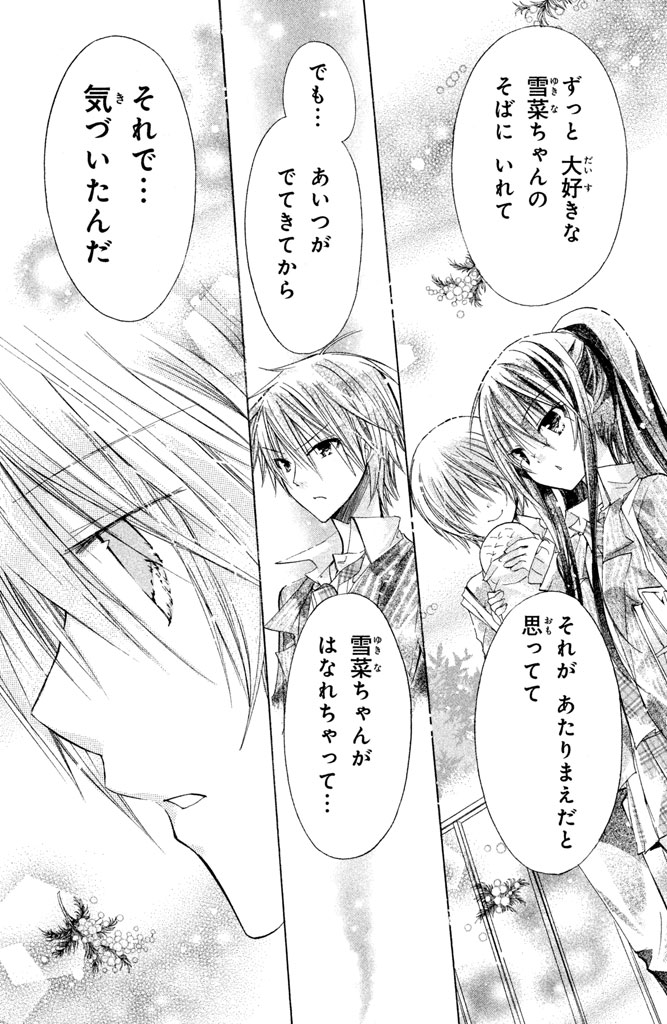 ずっと 大好きな
雪菜ちゃんの
そばに いれて
それが あたりまえだと
思ってて
でも…
あいつが
でてきてから
雪菜ちゃんが
はなれちゃって…
それで…
気づいたんだ